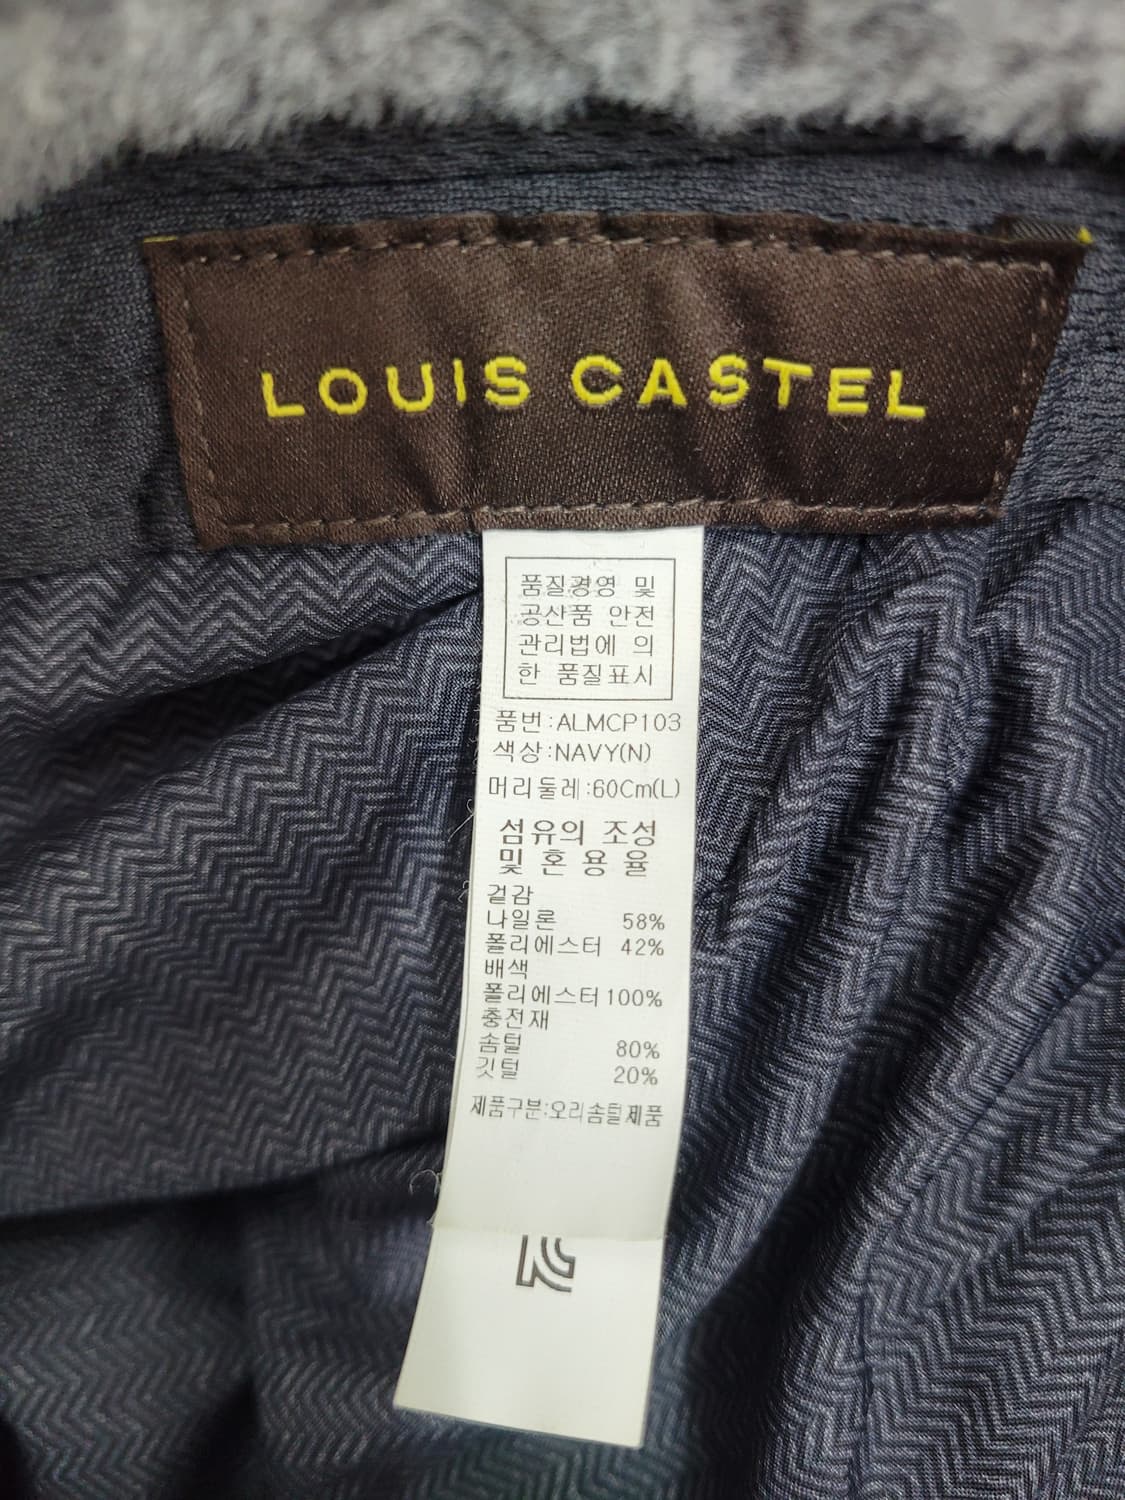 LOUIS CASTEL
품질경영 및
공산품 안전
관리법에 의
한 품질표시
품번:ALMCP103
색상:NAVY(N)
머리둘레:60Cm(L)
섬유의 조성
및 혼 용 율
겉감
나일론 58%
폴리에스터 42%
배색
폴리에스터 100%
충전재
솜털 80%
깃털 20%
제품구분:오리솜털제품